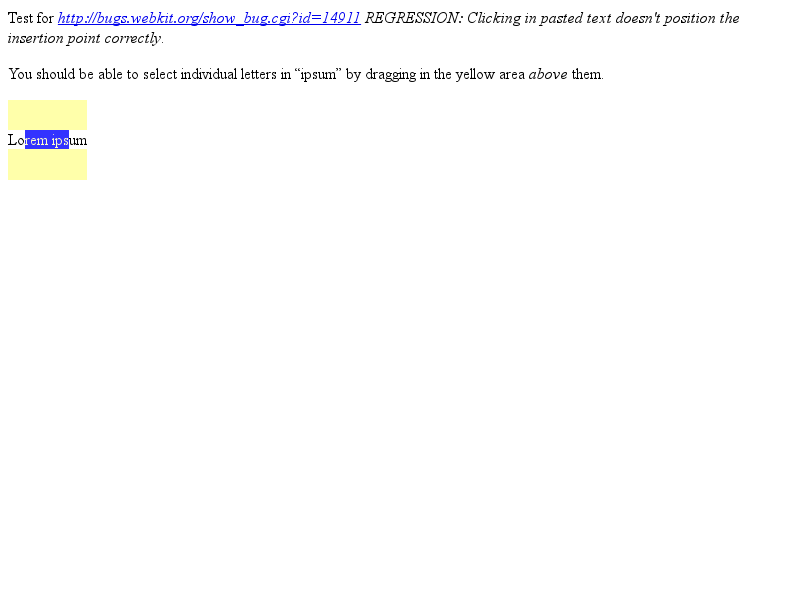 Test for http://bugs.webkit.org/show_bug.cgi?id=14911 REGRESSION: Clicking in pasted text doesn't position the
insertion point correctly.
You should be able to select individual letters in “ipsum” by dragging in the yellow area above them.
Lorem ipsum